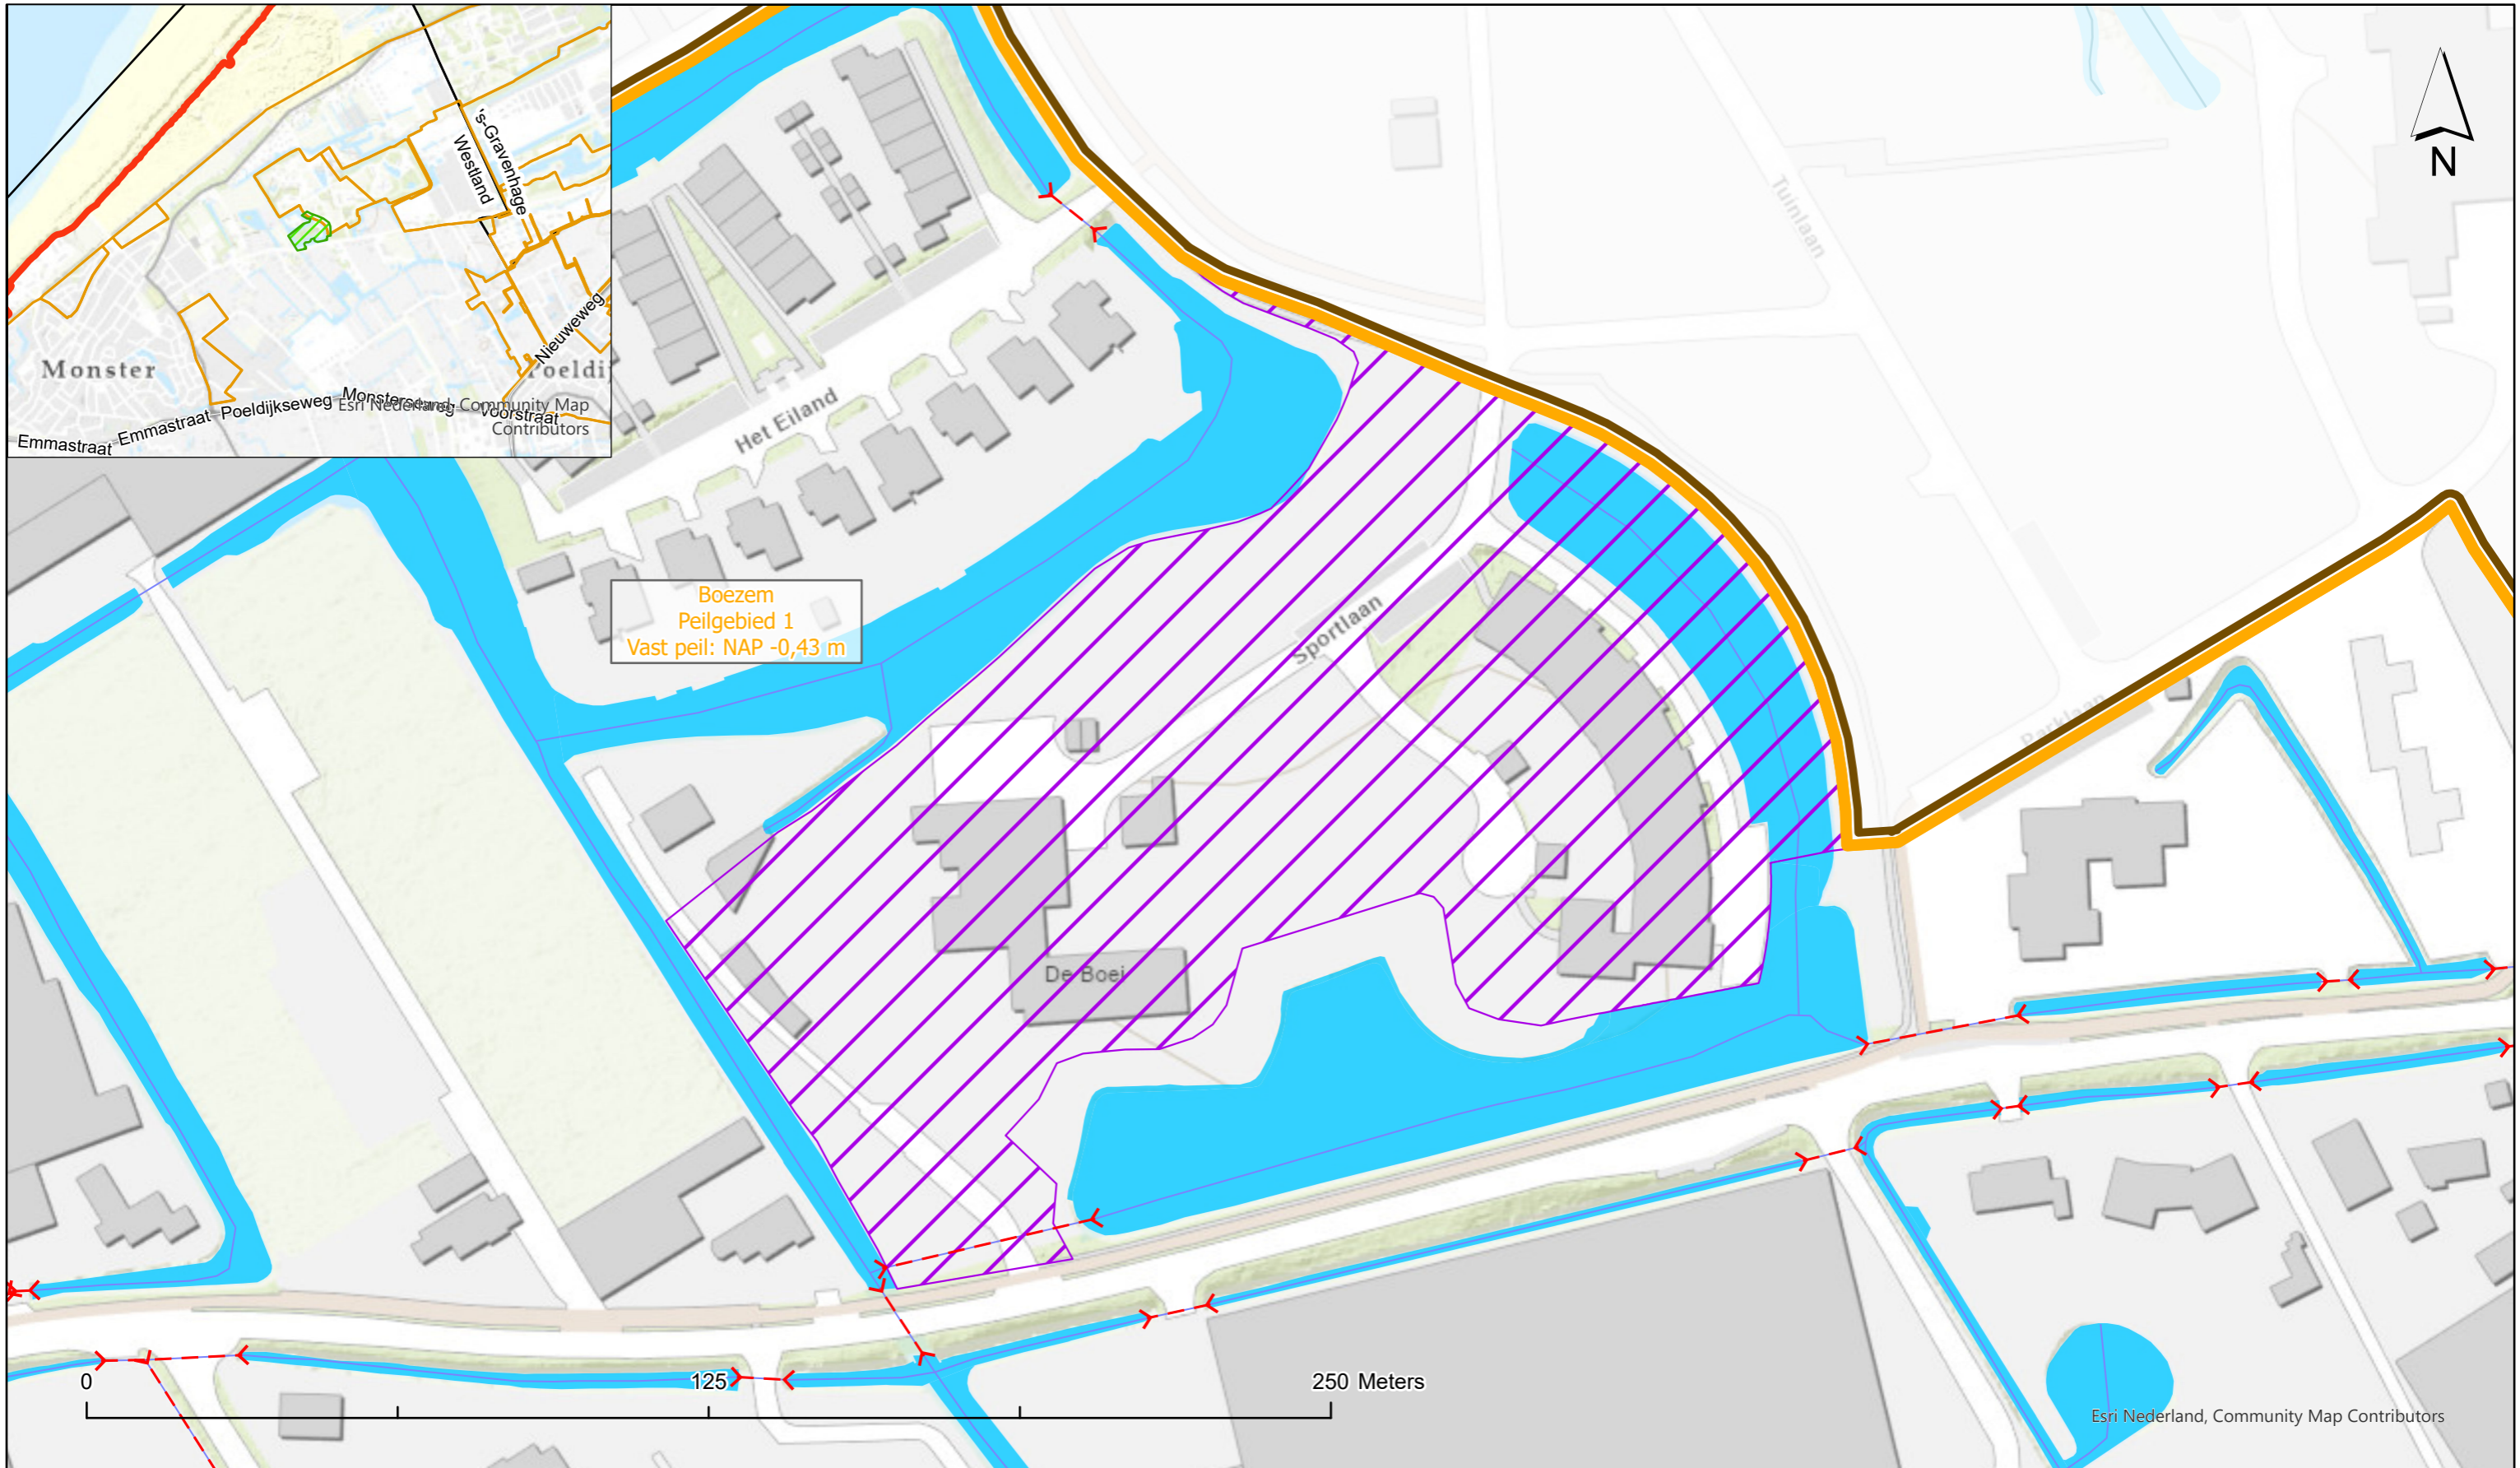 's-Gravenhage
Westland
Nieuweweg
Monster
Poeldij
Emmastraat
Emmastraat
Poeldijkseweg
Voorstraat
Esri Nederland, Community Map
Contributors
N
Tuinlaan
Het Eiland
Boezem
Peilgebied 1
Vast peil: NAP -0,43 m
Sportlaan
Parklaan
De Boei
0
125
250 Meters
Esri Nederland, Community Map Contributors